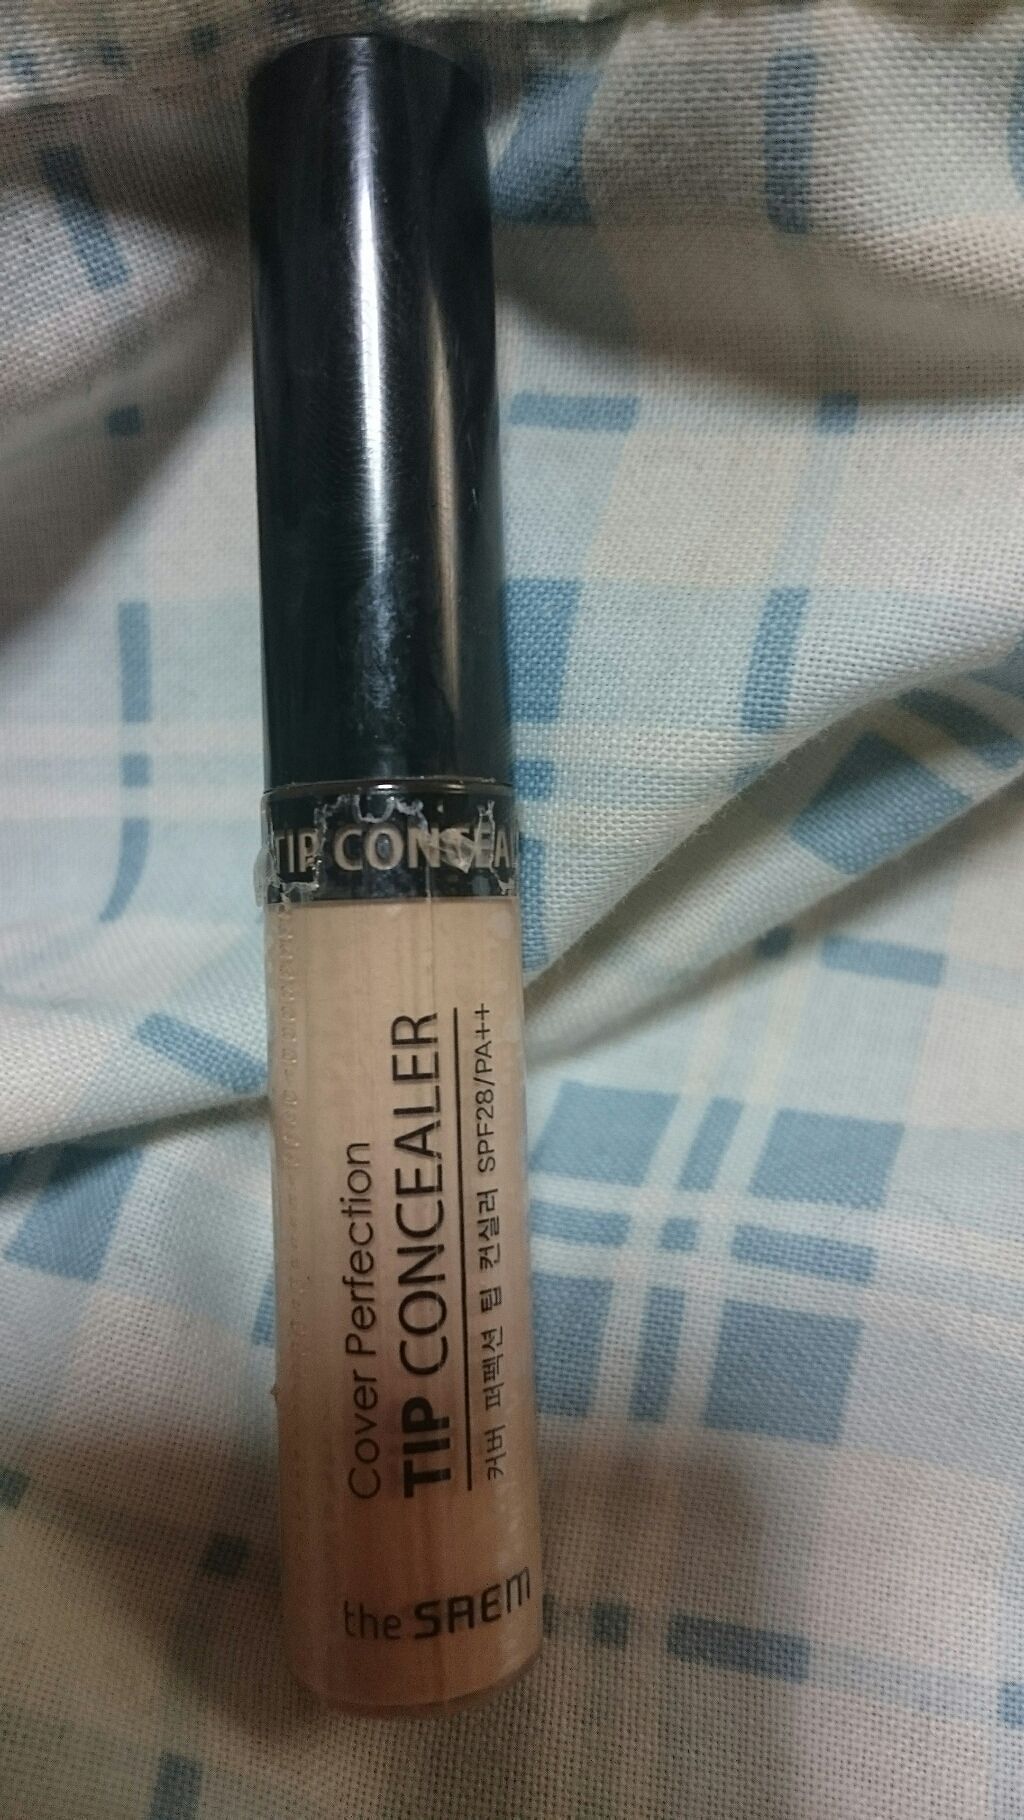 TIP CONCEAL
Cover Perfection
TIP CONCEALER
커버 퍼펙션 팁 컨실러 SPF28/PA++
the SAEM